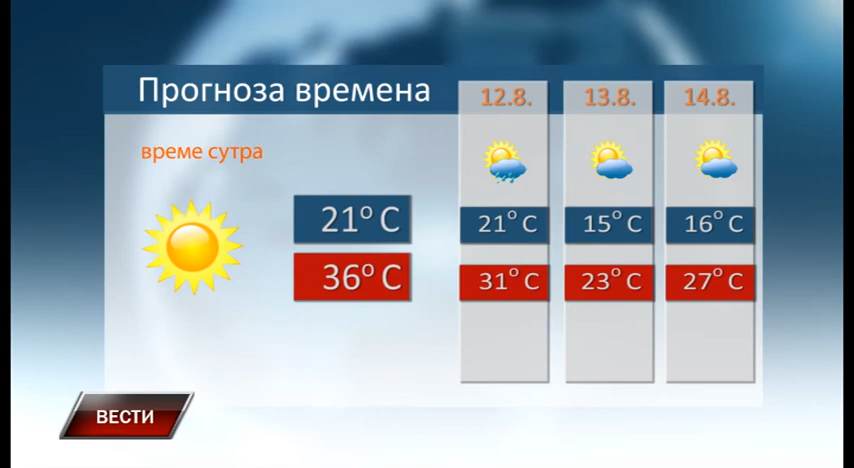 Прогноза времена
време сутра
21° C
36° C
12.8.
21° C
31° C
13.8.
15° C
23° C
14.8.
16° C
27° C
ВЕСТИ